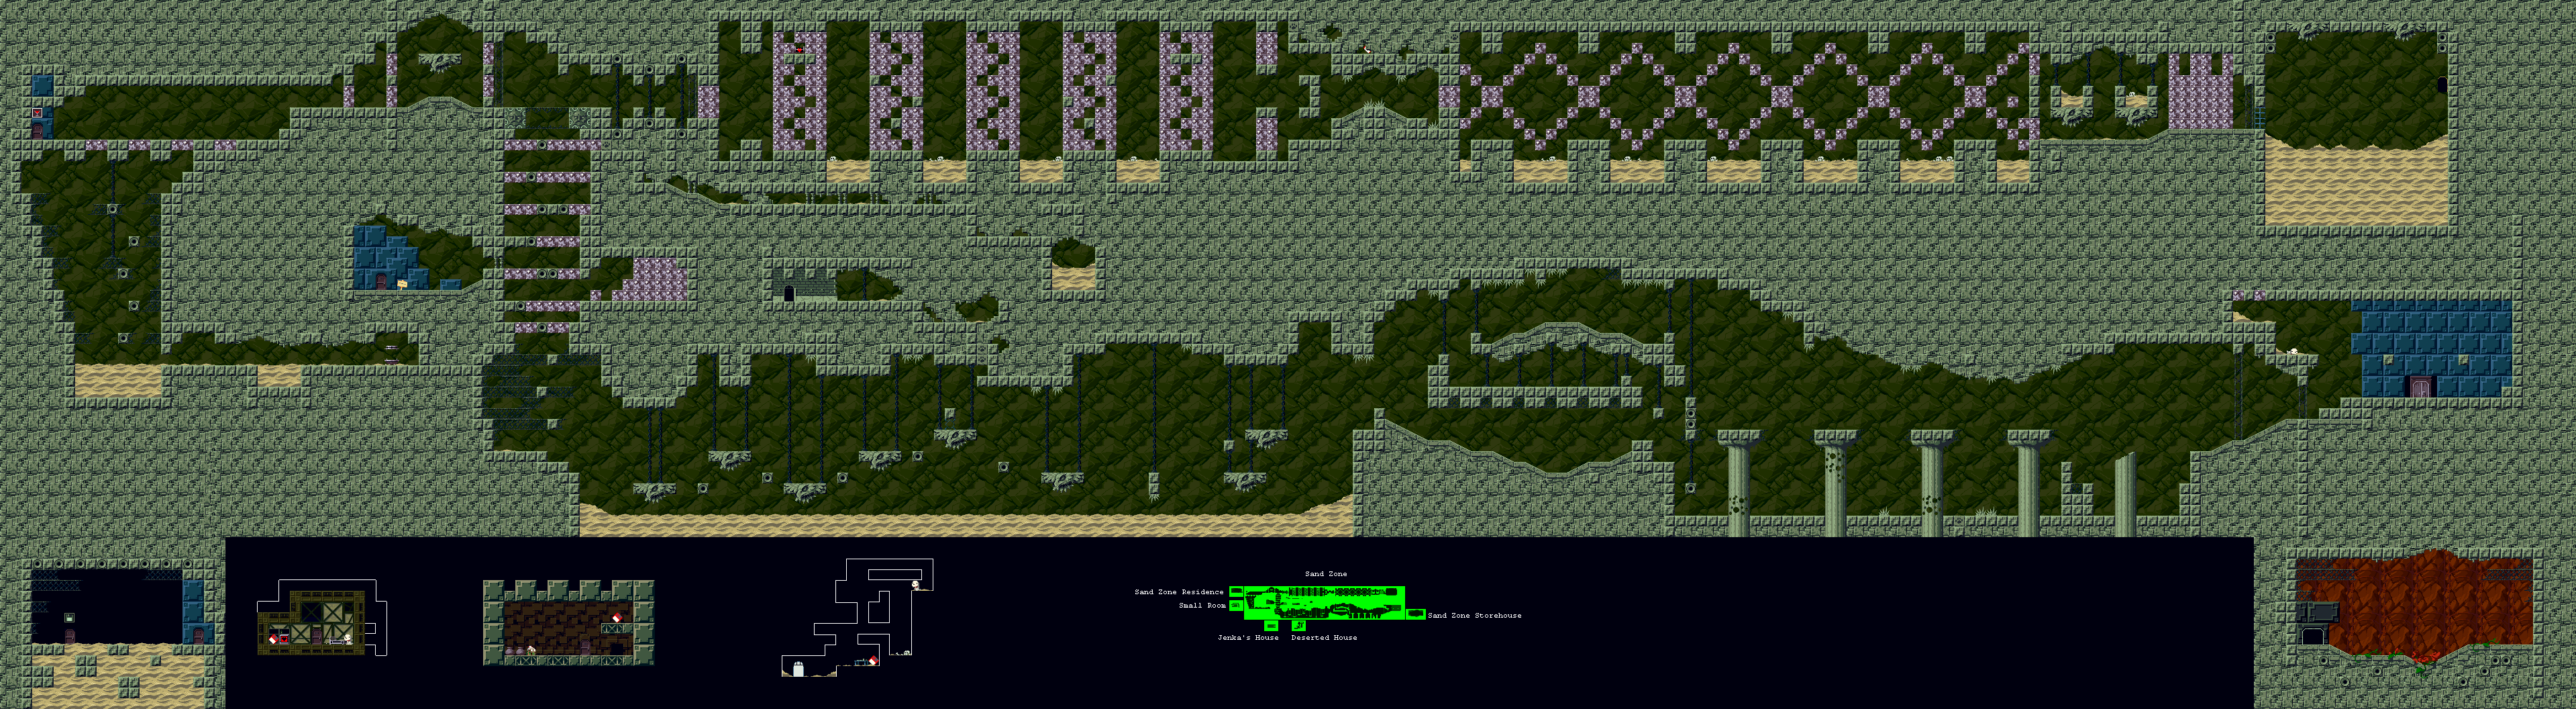 Sand Zone
Sand Zone Residence
Small Room
Sand Zone Storehouse
Jenka's House
Deserted House